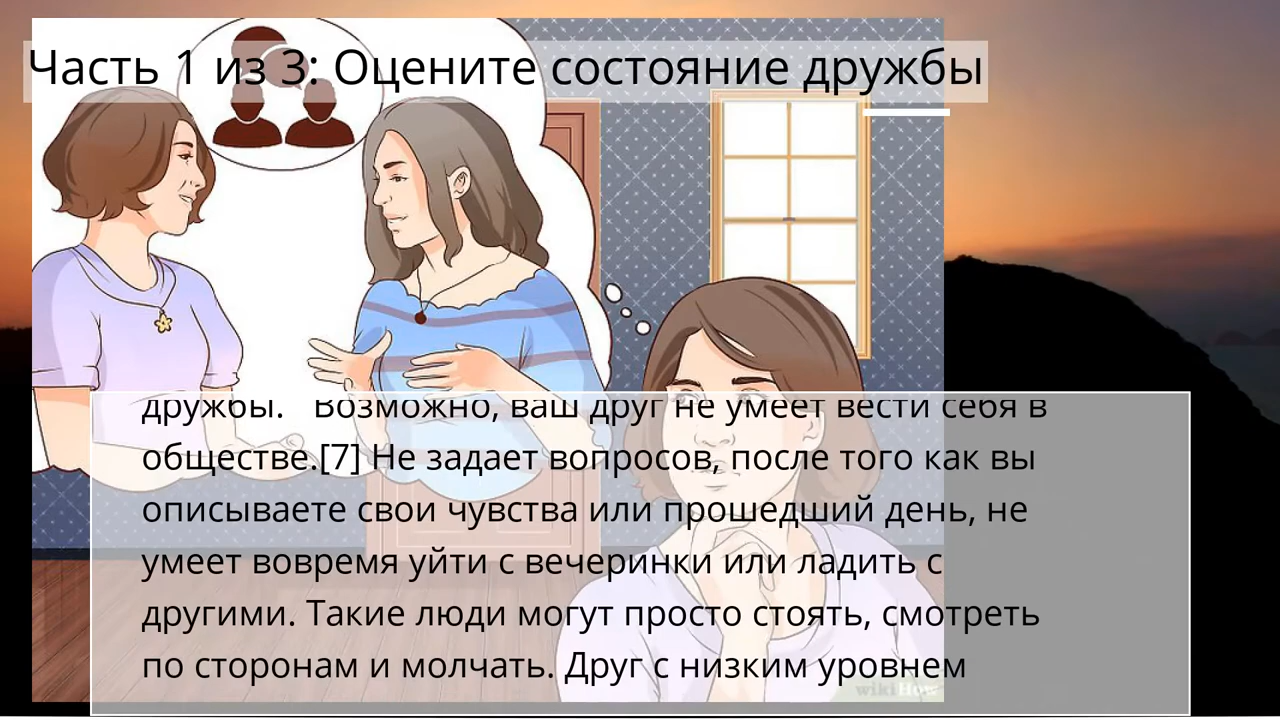 Часть 1 из 3: Оцените состояние дружбы
дружбы. Возможно, ваш друг не умеет вести себя в
обществе.[7] Не задает вопросов, после того как вы
описываете свои чувства или прошедший день, не
умеет вовремя уйти с вечеринки или ладить с
другими. Такие люди могут просто стоять, смотреть
по сторонам и молчать. Друг с низким уровнем
wikiHow